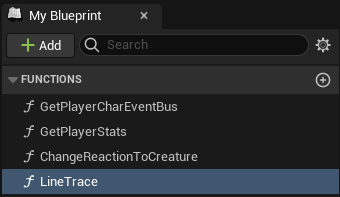 My Blueprint
Add
Search
FUNCTIONS
GetPlayerCharEventBus
GetPlayerStats
ChangeReactionToCreature
LineTrace